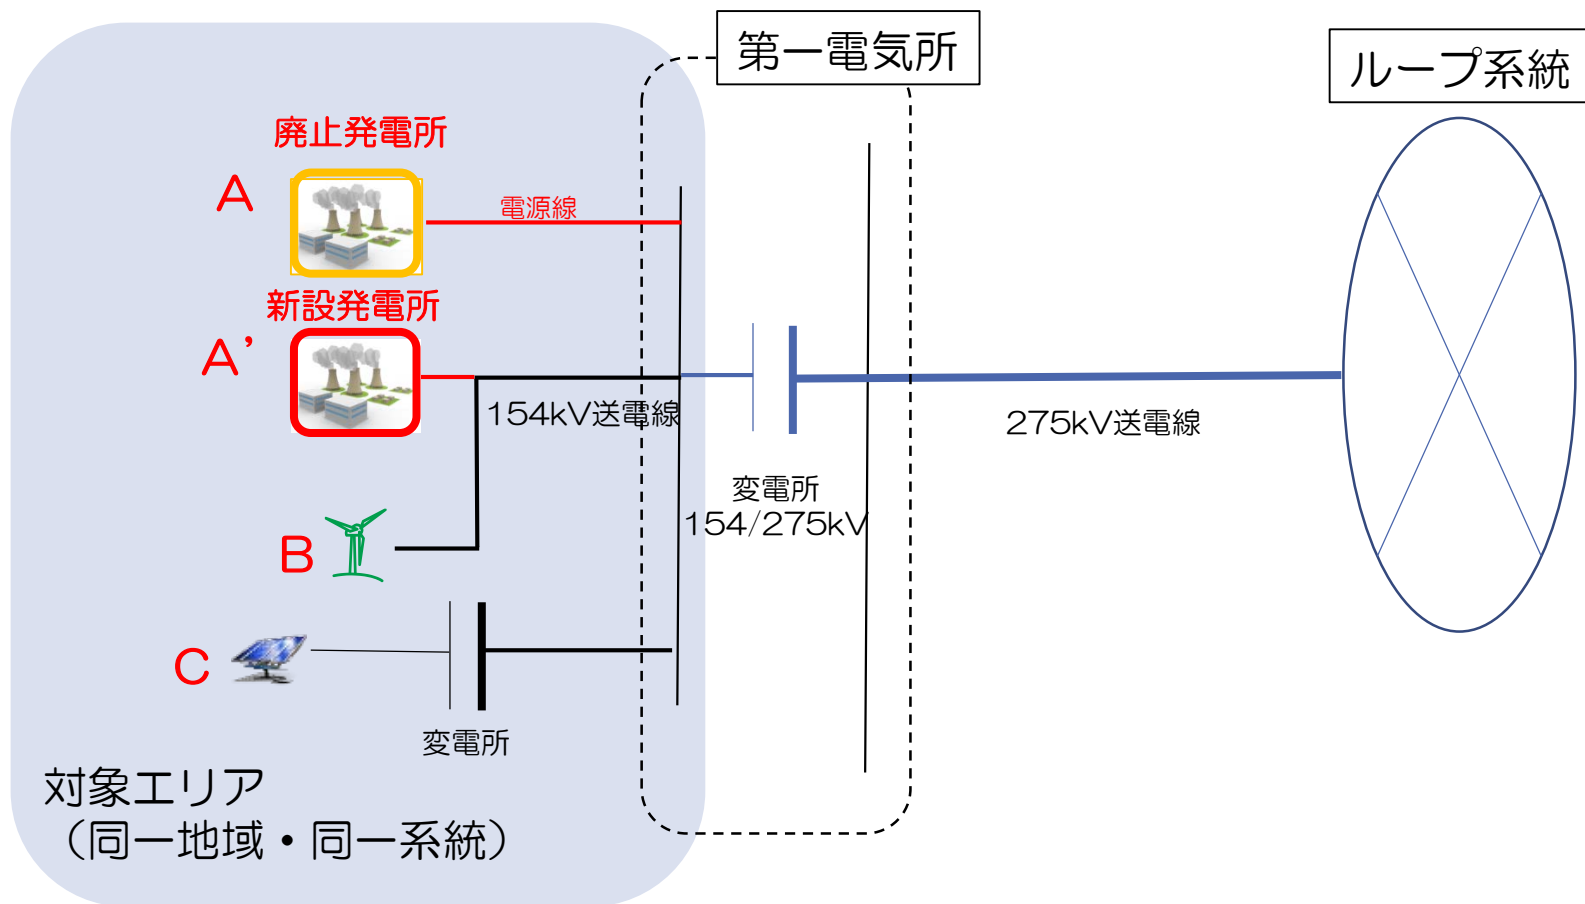 第一電気所
ループ系統
廃止発電所
A
電源線
新設発電所
A’
154kV送電線
275kV送電線
変電所
154/275kV
B
C
変電所
対象エリア
（同一地域・同一系統）